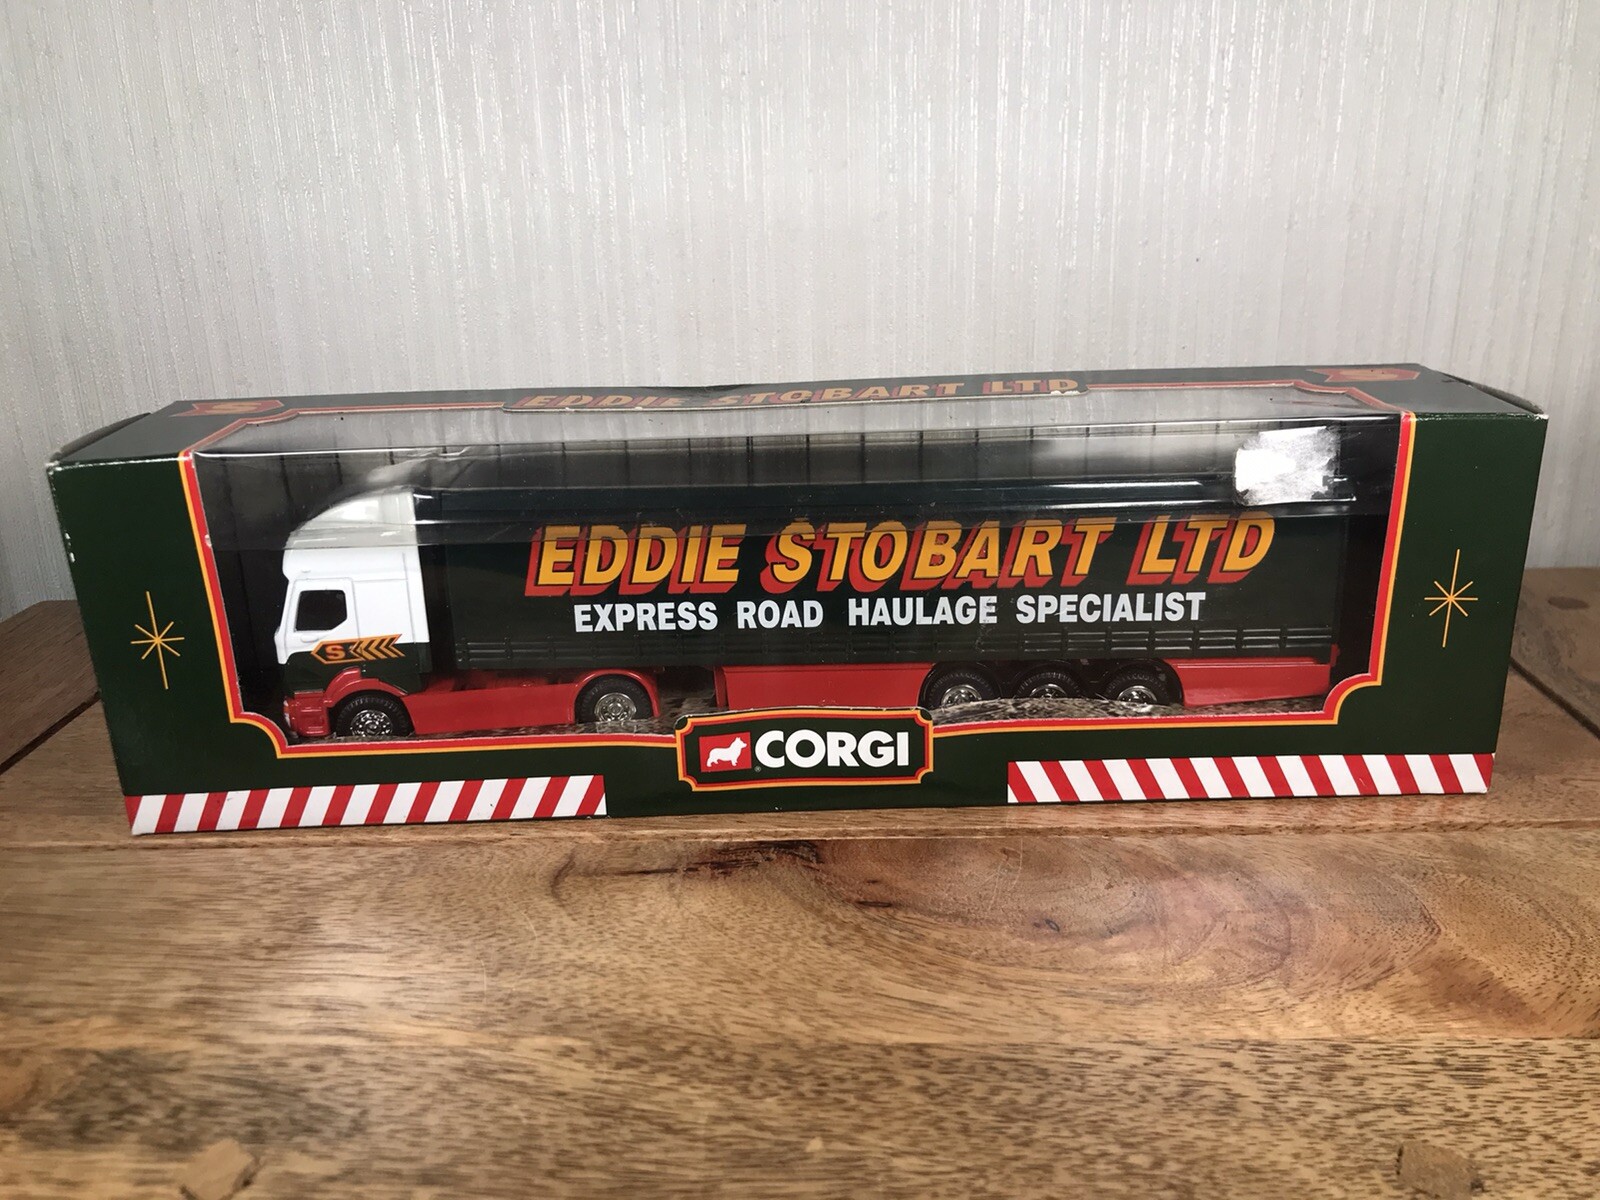 EDDIE STOBART LTD
EDDIE STOBART LTD
EXPRESS ROAD HAULAGE SPECIALIST
S
CORGI